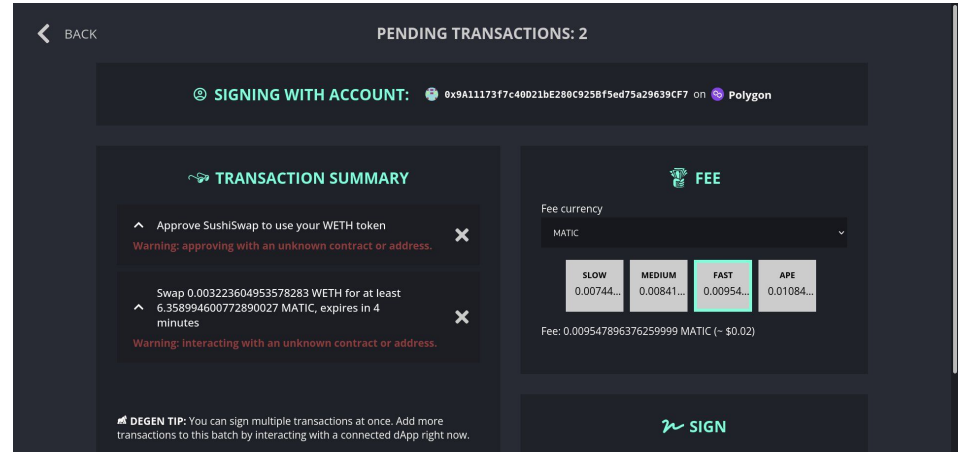 BACK
PENDING TRANSACTIONS: 2
SIGNING WITH ACCOUNT: 0x9A11173f7c40D21bE280C925Bf5ed75a29639CF7 on Polygon
TRANSACTION SUMMARY
Approve SushiSwap to use your WETH token
Warning: approving with an unknown contract or address.
Swap 0.003223604953578283 WETH for at least
6.358994600772890027 MATIC, expires in 4
minutes
Warning: interacting with an unknown contract or address.
DEGEN TIP: You can sign multiple transactions at once. Add more
transactions to this batch by interacting with a connected dApp right now.
FEE
Fee currency
MATIC
SLOW MEDIUM FAST APE
0.00744... 0.00841... 0.00954... 0.01084...
Fee: 0.009547896376259999 MATIC (~ $0.02)
SIGN